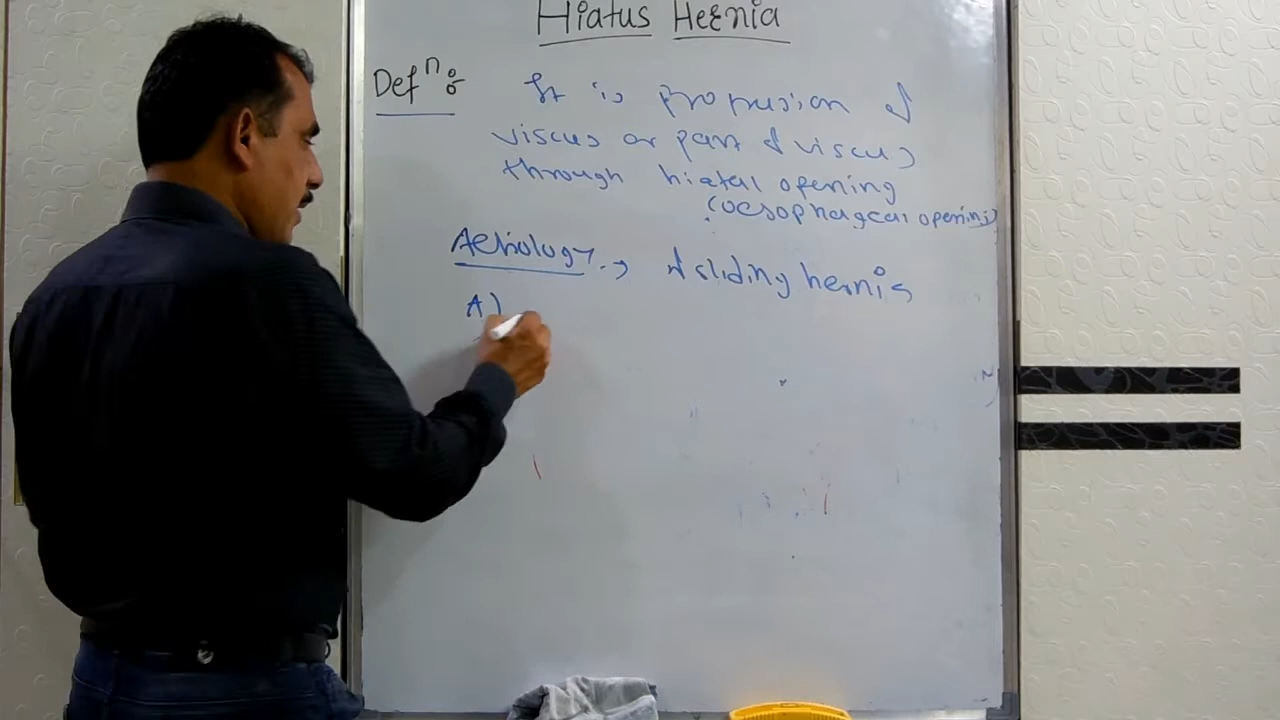 Hiatus Hernia
Defn: It is protrusion of
viscus or part of viscus
through hiatal opening
(oesophageal opening)
Aetiology → of sliding hernia
A)